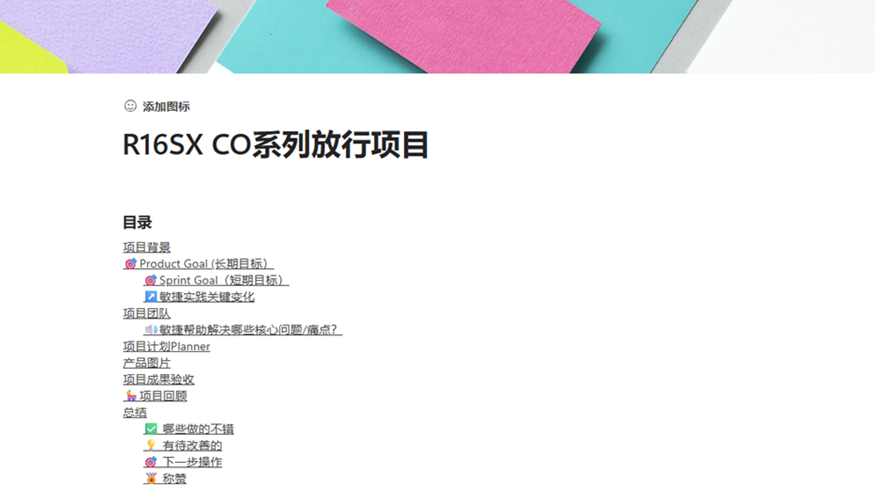 添加图标
R16SX CO系列放行项目
目录
项目背景
🎯 Product Goal (长期目标）
🎯 Sprint Goal（短期目标）
↗️ 敏捷实践关键变化
项目团队
🔊 敏捷帮助解决哪些核心问题/痛点？
项目计划Planner
产品图片
项目成果验收
🎠 项目回顾
总结
✅ 哪些做的不错
💡 有待改善的
🎯 下一步操作
🏅 称赞